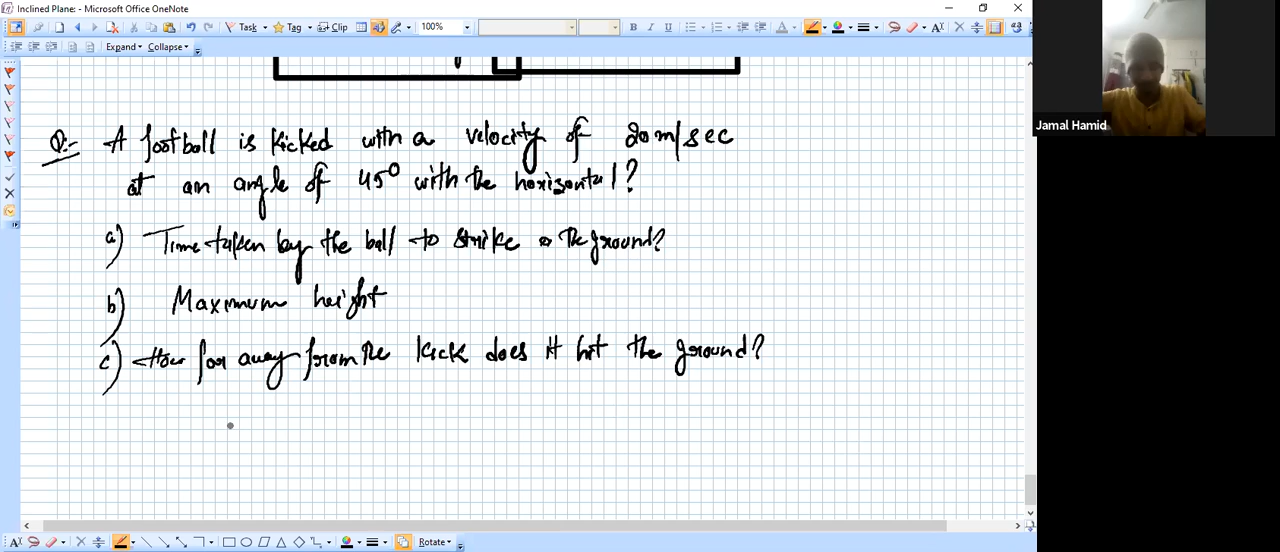 Inclined Plane: - Microsoft Office OneNote
Task Tag Clip 100% B I U
Expand Collapse
Q:- A football is kicked with a velocity of 20 m/sec
at an angle of 45° with the horizontal?
a) Time taken by the ball to strike the ground?
b) Maximum height
c) How far away from the kick does it hit the ground?
Rotate
Jamal Hamid